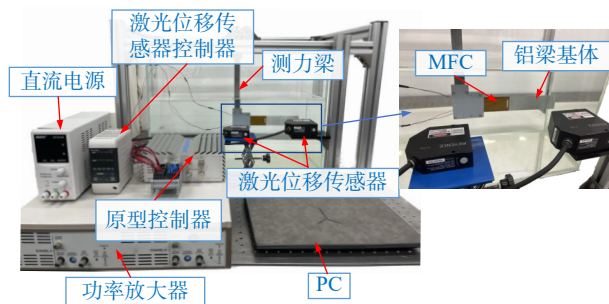 激光位移传
感器控制器
直流电源
测力梁
MFC
铝梁基体
激光位移传感器
原型控制器
功率放大器
PC